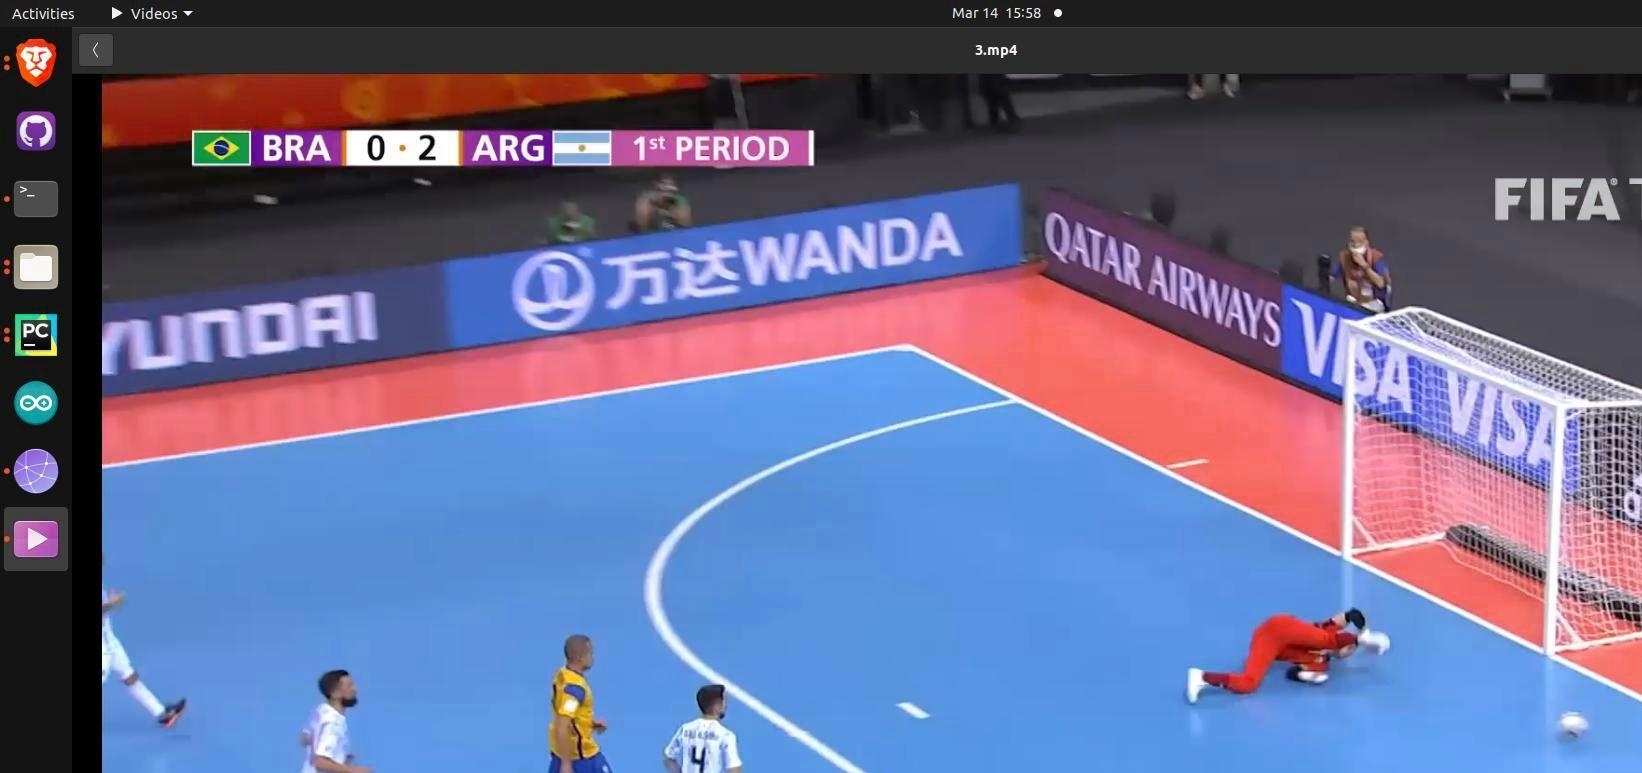 Activities
Videos
Mar 14 15:58
3.mp4
BRA 0 · 2 ARG 1st PERIOD
FIFA
YUNDAI
万达WANDA
QATAR AIRWAYS
VISA VISA
>_
PC
4